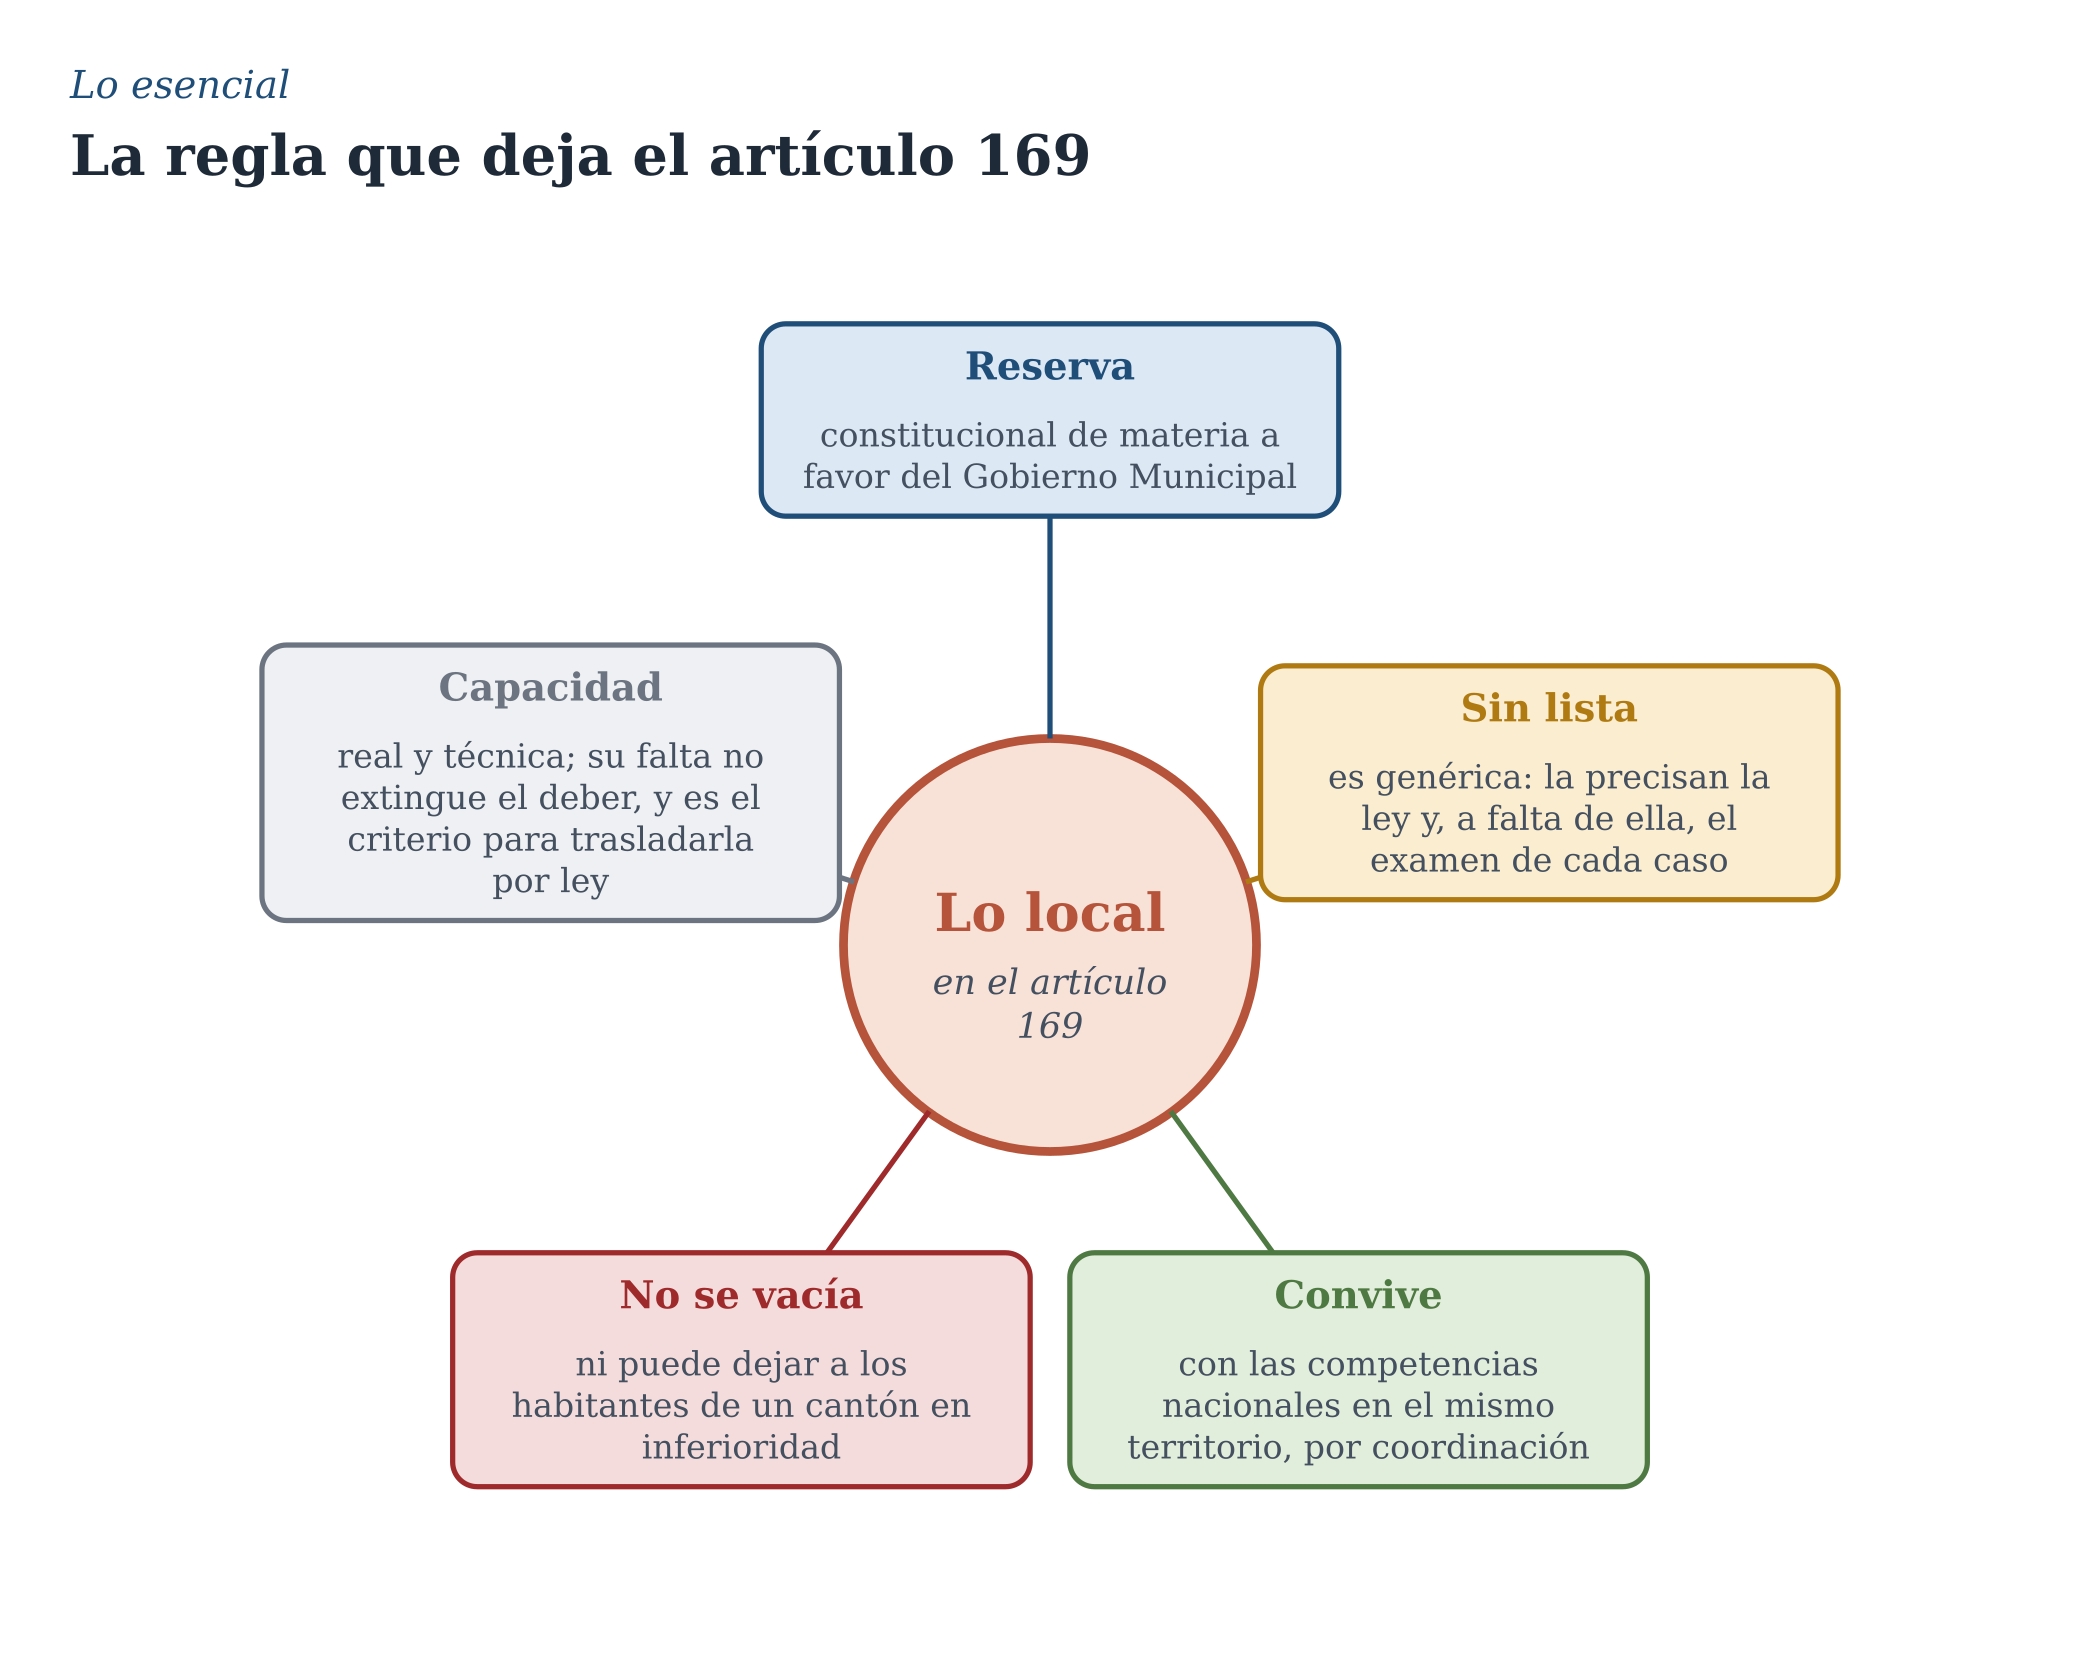 Lo esencial
La regla que deja el artículo 169
Reserva
constitucional de materia a
favor del Gobierno Municipal
Capacidad
real y técnica; su falta no
extingue el deber, y es el
criterio para trasladarla
por ley
Sin lista
es genérica: la precisan la
ley y, a falta de ella, el
examen de cada caso
Lo local
en el artículo
169
No se vacía
ni puede dejar a los
habitantes de un cantón en
inferioridad
Convive
con las competencias
nacionales en el mismo
territorio, por coordinación